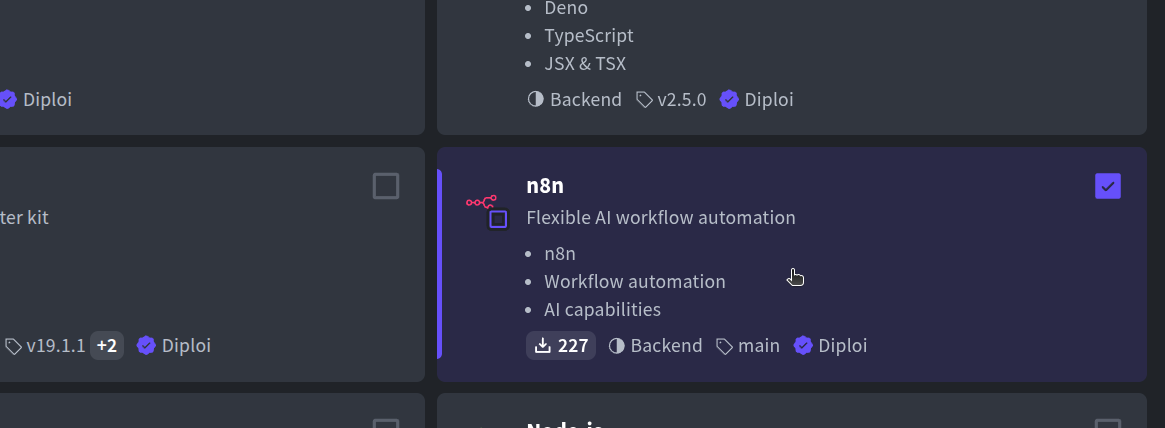 Deno
TypeScript
JSX & TSX
Diploi
Backend v2.5.0 Diploi
n8n
ter kit
Flexible AI workflow automation
n8n
Workflow automation
AI capabilities
v19.1.1 +2 Diploi
227 Backend main Diploi